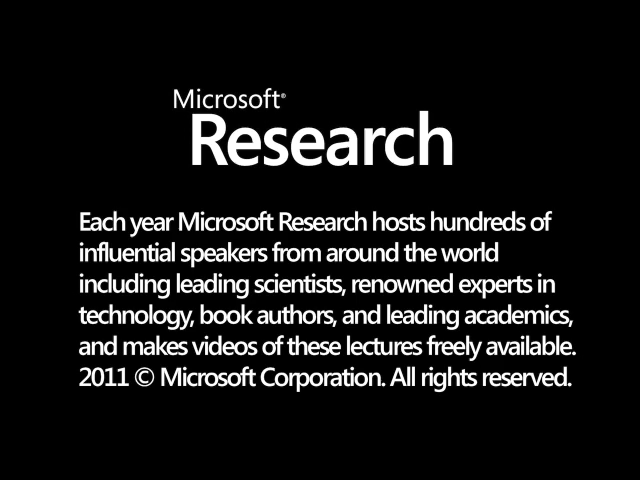 Microsoft®
Research
Each year Microsoft Research hosts hundreds of
influential speakers from around the world
including leading scientists, renowned experts in
technology, book authors, and leading academics,
and makes videos of these lectures freely available.
2011 © Microsoft Corporation. All rights reserved.